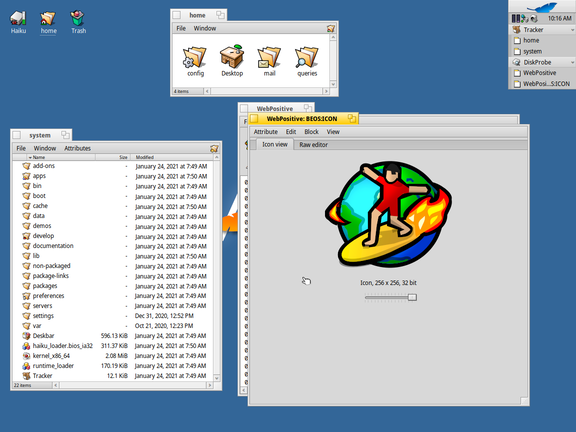 Haiku
home
Trash
home
File Window
config
Desktop
mail
queries
4 items
10:16 AM
Tracker
home
system
DiskProbe
WebPositive
WebPosi...S:ICON
system
File Window Attributes
Name Size Modified
add-ons - January 24, 2021 at 7:49 AM
apps - January 24, 2021 at 7:50 AM
bin - January 24, 2021 at 7:49 AM
boot - January 24, 2021 at 7:49 AM
cache - January 24, 2021 at 7:50 AM
data - January 24, 2021 at 7:49 AM
demos - January 24, 2021 at 7:49 AM
develop - January 24, 2021 at 7:49 AM
documentation - January 24, 2021 at 7:49 AM
lib - January 24, 2021 at 7:50 AM
non-packaged - January 24, 2021 at 7:49 AM
package-links - January 24, 2021 at 7:49 AM
packages - January 24, 2021 at 7:49 AM
preferences - January 24, 2021 at 7:49 AM
servers - January 24, 2021 at 7:49 AM
settings - Dec 31, 2020, 12:52 PM
var - Oct 21, 2020, 12:23 PM
Deskbar 596.13 KiB January 24, 2021 at 7:49 AM
haiku_loader.bios_ia32 311.37 KiB January 24, 2021 at 7:50 AM
kernel_x86_64 2.08 MiB January 24, 2021 at 7:49 AM
runtime_loader 170.19 KiB January 24, 2021 at 7:49 AM
Tracker 12.1 KiB January 24, 2021 at 7:49 AM
22 items
WebPositive
F
WebPositive: BEOS:ICON
Attribute Edit Block View
Icon view Raw editor
Icon, 256 x 256, 32 bit